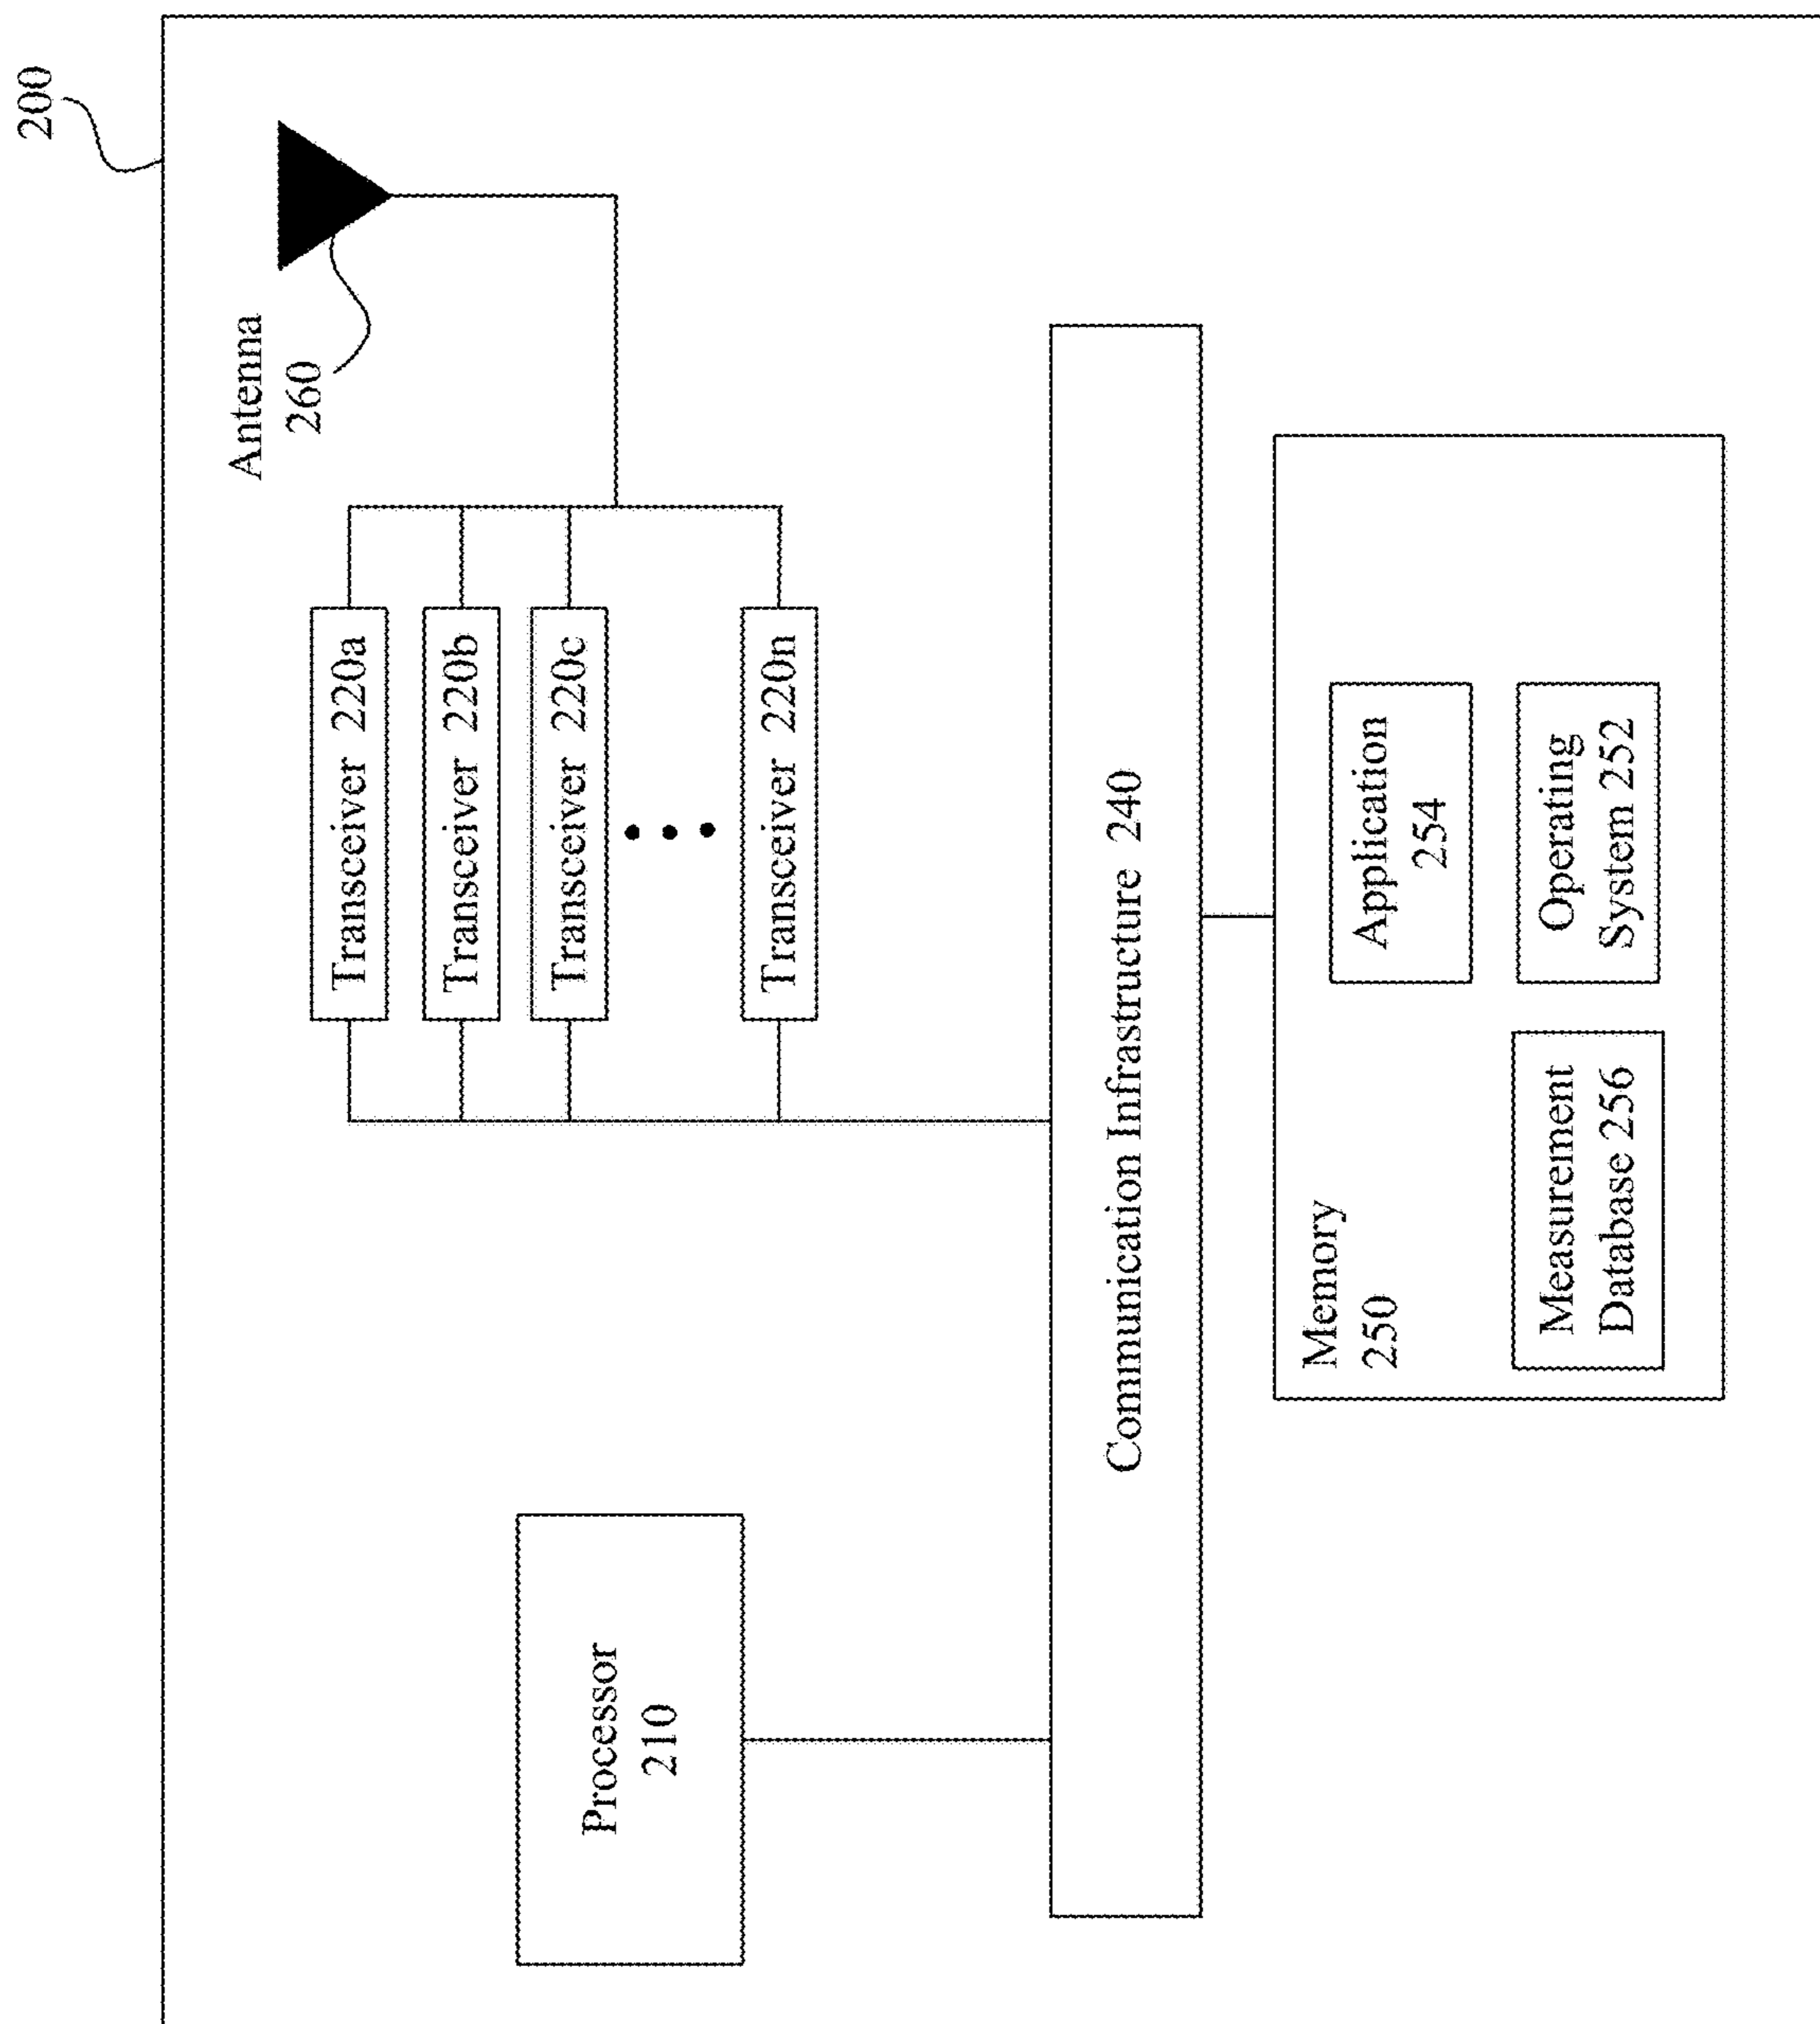 200
Antenna
260
Transceiver 220a
Transceiver 220b
Transceiver 220c
Transceiver 220n
Processor
210
Communication Infrastructure 240
Memory
250
Application
254
Measurement
Database 256
Operating
System 252